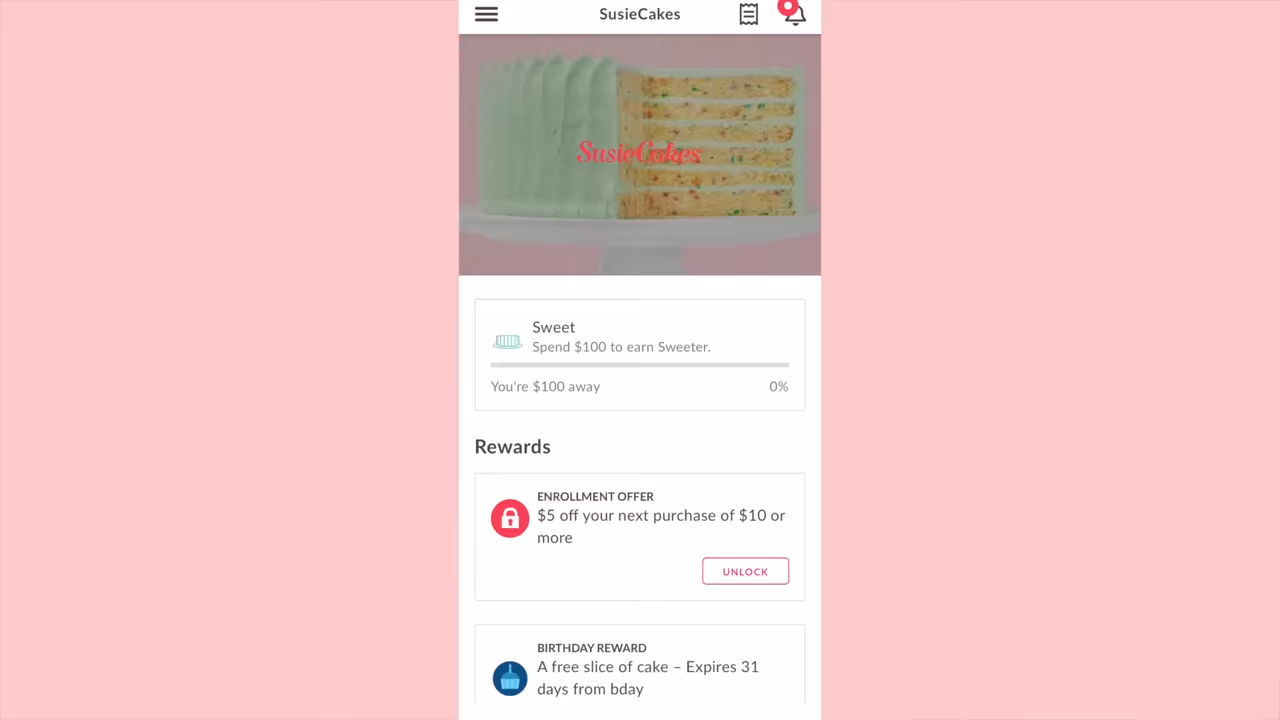 SusieCakes
SusieCakes
Sweet
Spend $100 to earn Sweeter.
You're $100 away
0%
Rewards
ENROLLMENT OFFER
$5 off your next purchase of $10 or
more
UNLOCK
BIRTHDAY REWARD
A free slice of cake – Expires 31
days from bday